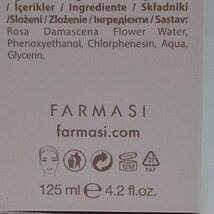 / İçerikler / Ingrediente / Składniki
/Složení / Zloženie / Інгредієнти / Sastav:
Rosa Damascena Flower Water,
Phenoxyethanol, Chlorphenesin, Aqua,
Glycerin.
FARMASI
farmasi.com
12M
21
PAP
125 ml e 4.2 fl.oz.